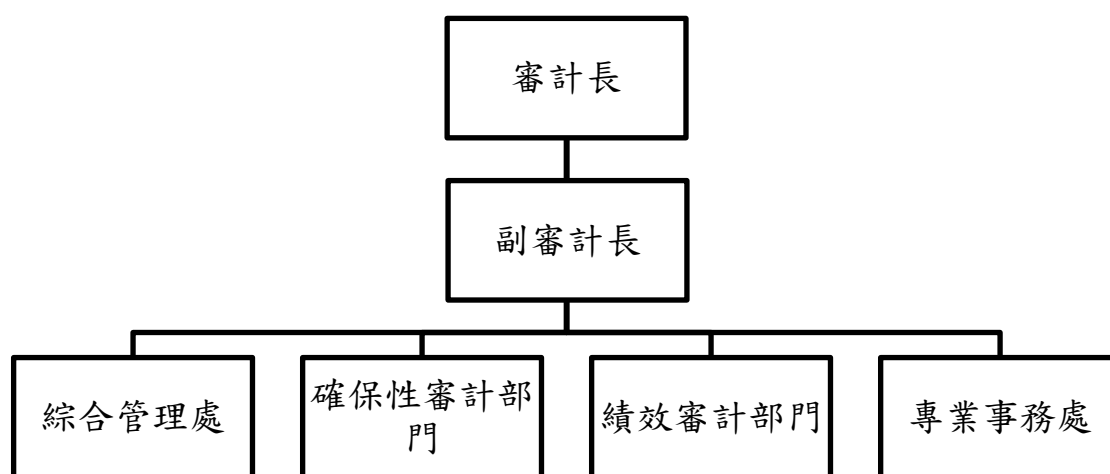 審計長
副審計長
綜合管理處
確保性審計部
門
績效審計部門
專業事務處